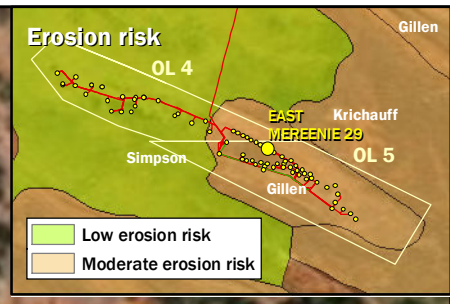 Gillen
Erosion risk
OL 4
EAST
MEREENIE 29
Krichauff
OL 5
Simpson
Gillen
Low erosion risk
Moderate erosion risk